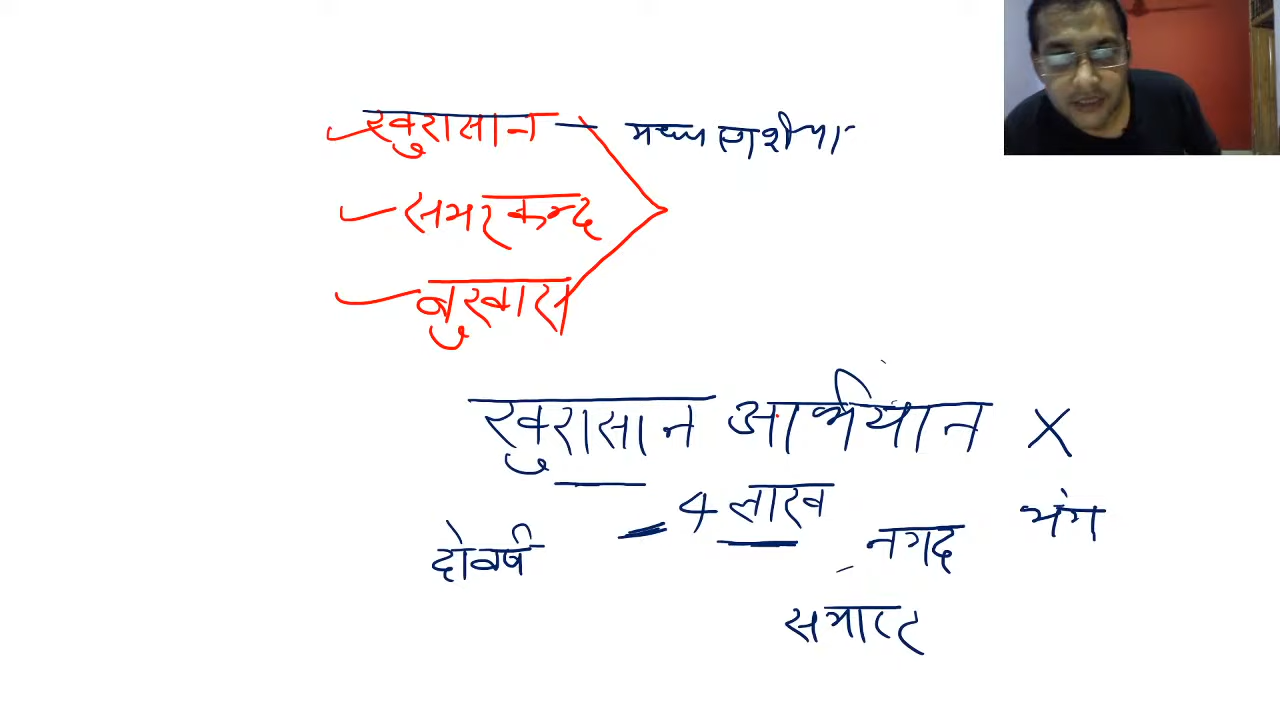 खुरासान — मध्य एशिया
समरकन्द
बुखारा
खुरासान अभियान X
4 लाख
भंग
दो वर्ष
नगद
सम्राट